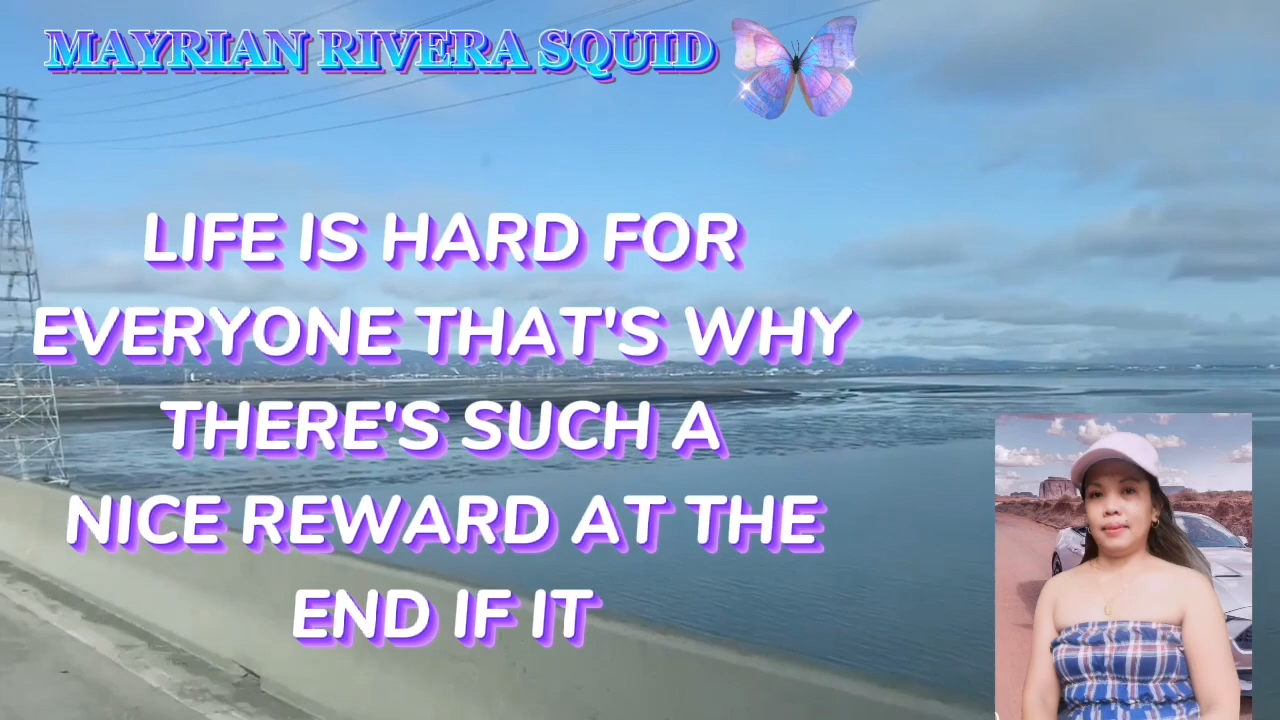 MAYRIAN RIVERA SQUID
LIFE IS HARD FOR
EVERYONE THAT'S WHY
THERE'S SUCH A
NICE REWARD AT THE
END IF IT